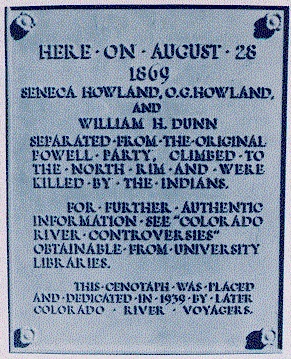 HERE · ON · AUGUST · 28
1869
SENECA HOWLAND, O.G. HOWLAND,
AND
WILLIAM H. DUNN
SEPARATED · FROM · THE · ORIGINAL
POWELL · PARTY, CLIMBED · TO
THE · NORTH · RIM · AND · WERE
KILLED · BY · THE · INDIANS.
FOR · FURTHER · AUTHENTIC
INFORMATION · SEE "COLORADO
RIVER · CONTROVERSIES"
OBTAINABLE · FROM · UNIVERSITY
LIBRARIES.
THIS · CENOTAPH · WAS · PLACED
AND · DEDICATED · IN · 1939 · BY · LATER
COLORADO · RIVER · VOYAGERS.